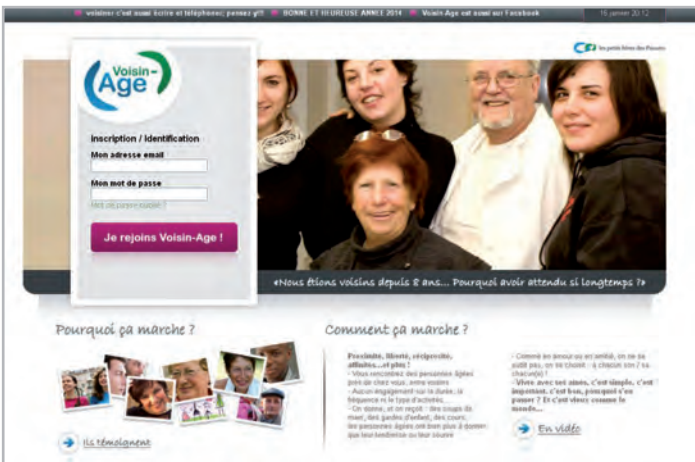 voisiner c'est aussi écrire et téléphoner; pensez y!!! BONNE ET HEUREUSE ANNEE 2014 Voisin-Age est aussi sur Facebook
les petits frères des Pauvres
Voisin-
Age
Inscription / Identification
Mon adresse email
Mon mot de passe
Mot de passe oublié ?
Je rejoins Voisin-Age !
«Nous étions voisins depuis 8 ans... Pourquoi avoir attendu si longtemps ?»
Pourquoi ça marche ?
Ils témoignent
Comment ça marche ?
Proximité, liberté, réciprocité,
affinités...et plus !
- Vous rencontrez des personnes âgées
près de chez vous, entre voisins
- Aucun engagement sur la durée, la
fréquence ni le type d'activités...
- On donne, et on reçoit : des coups de
main, des gardes d'enfant, des cours,
les personnes âgées ont bien plus à donner
que leur tendresse ou leur sourire
- Comme en amour ou en amitié, on ne se
subit pas, on se choisit : à chacun son / sa
chacun(e) !
- Vivre avec ses aînés, c'est simple, c'est
important, c'est bon, pourquoi s'en
passer ? Et c'est vieux comme le
monde...
En vidéo